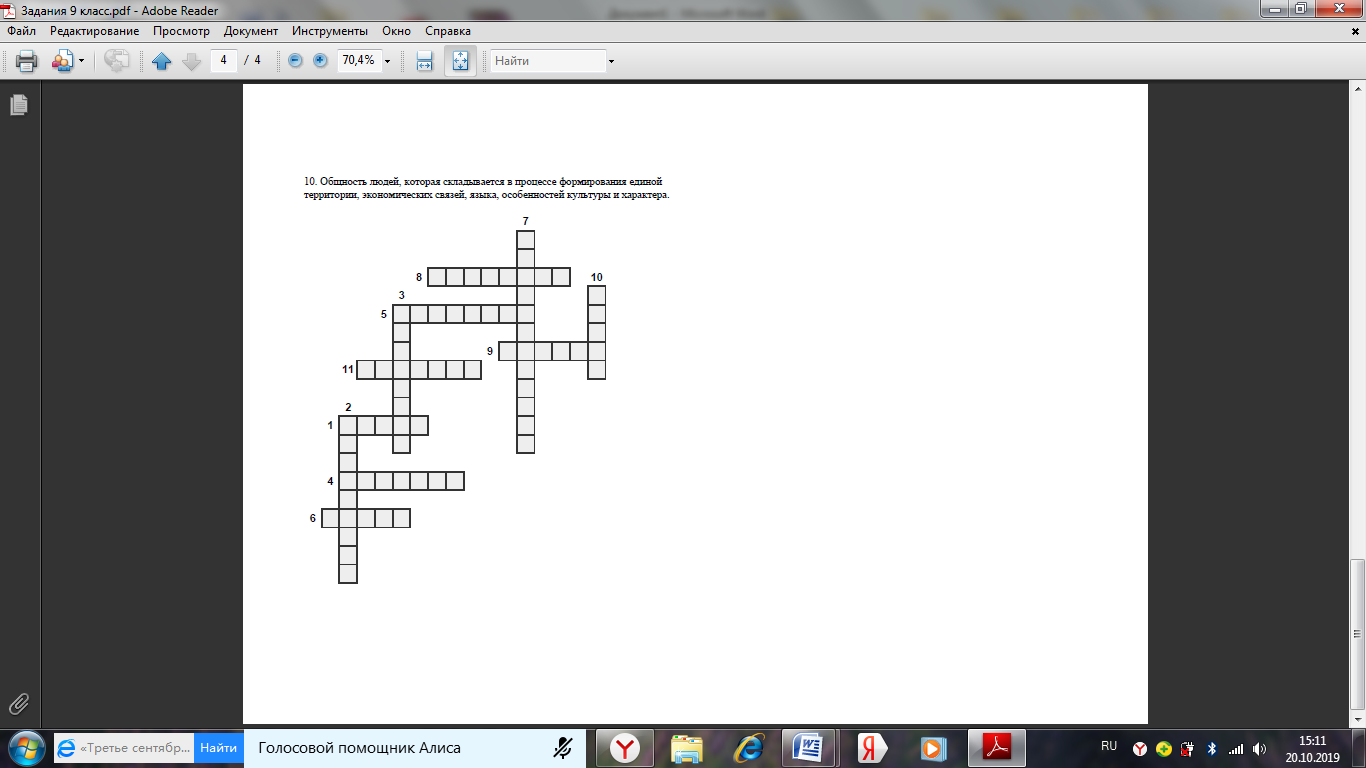 Задания 9 класс.pdf - Adobe Reader
Файл Редактирование Просмотр Документ Инструменты Окно Справка
4 / 4 70,4% Найти
10. Общность людей, которая складывается в процессе формирования единой
территории, экономических связей, языка, особенностей культуры и характера.
7
8 10
3
5
9
11
2
1
4
6
«Третье сентябр... Найти Голосовой помощник Алиса RU 15:11
20.10.2019